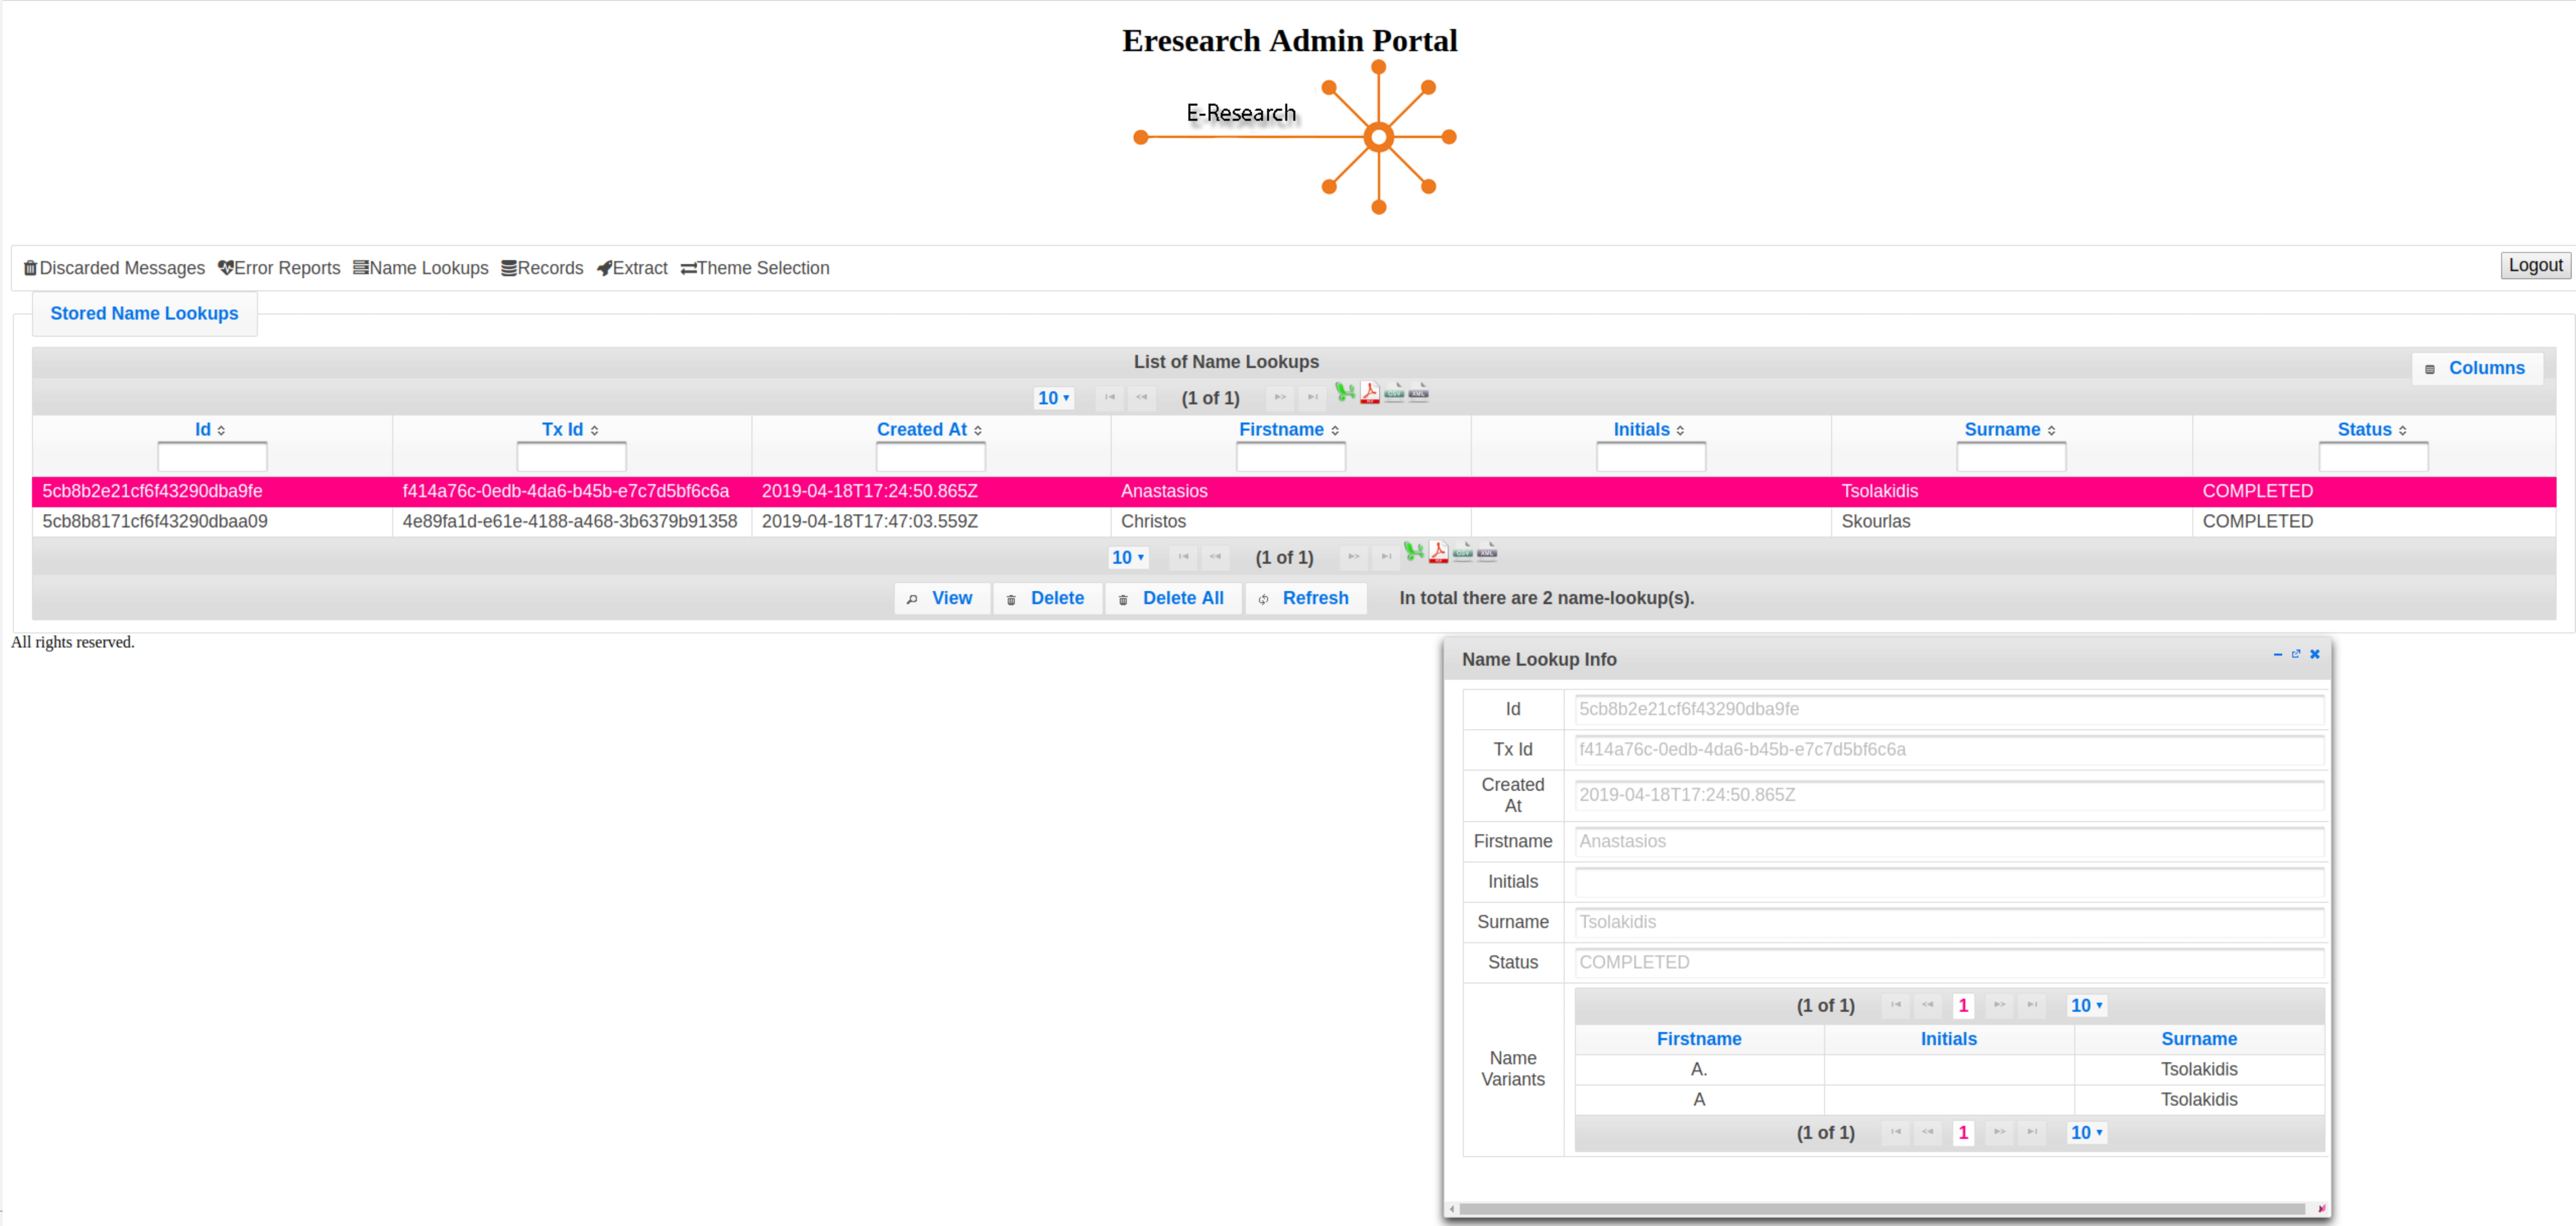 Eresearch Admin Portal
E-Research
Discarded Messages Error Reports Name Lookups Records Extract Theme Selection Logout
Stored Name Lookups
List of Name Lookups
Columns
10 (1 of 1) PDF CSV XML
Id Tx Id Created At Firstname Initials Surname Status
5cb8b2e21cf6f43290dba9fe f414a76c-0edb-4da6-b45b-e7c7d5bf6c6a 2019-04-18T17:24:50.865Z Anastasios Tsolakidis COMPLETED
5cb8b8171cf6f43290dbaa09 4e89fa1d-e61e-4188-a468-3b6379b91358 2019-04-18T17:47:03.559Z Christos Skourlas COMPLETED
10 (1 of 1) PDF CSV XML
View Delete Delete All Refresh In total there are 2 name-lookup(s).
All rights reserved.
Name Lookup Info
Id 5cb8b2e21cf6f43290dba9fe
Tx Id f414a76c-0edb-4da6-b45b-e7c7d5bf6c6a
Created
At 2019-04-18T17:24:50.865Z
Firstname Anastasios
Initials
Surname Tsolakidis
Status COMPLETED
Name
Variants
(1 of 1) 1 10
Firstname Initials Surname
A. Tsolakidis
A Tsolakidis
(1 of 1) 1 10